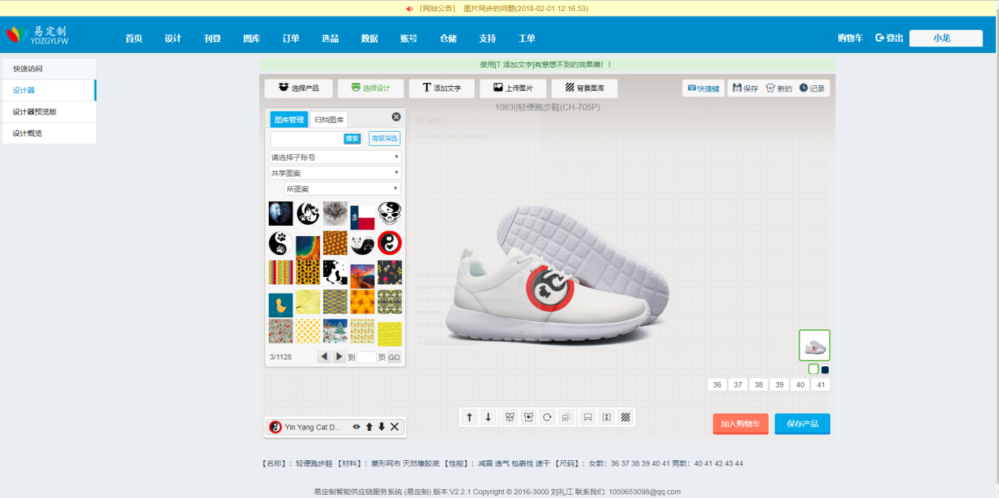 【网站公告】 图片同步的问题(2018-02-01 12:16:53)
易定制
YDZGYLFW
首页 设计 刊登 图库 订单 选品 数据 账号 仓储 支持 工单
购物车 登出 小龙
快速访问
设计器
设计器预览版
设计概览
使用[T 添加文字]有意想不到的效果噢！！
选择产品 选择设计 T 添加文字 上传图片 背景图库
快捷键 保存 新的 记录
1083||轻便跑步鞋(CH-705P)
图库管理 归档图库
搜索 高级筛选
请选择子账号
共享图案
所图案
3/1128 到 页 GO
36 37 38 39 40 41
Yin Yang Cat D...
加入购物车 保存产品
【名称】：轻便跑步鞋 【材料】：菱形网布 天然橡胶底 【性能】：减震 透气 包裹性 速干 【尺码】：女款：36 37 38 39 40 41 男款：40 41 42 43 44
易定制智能供应链服务系统 (易定制) 版本:V2.2.1 Copyright © 2016-3000 刘礼江 联系我们: 1050653098@qq.com